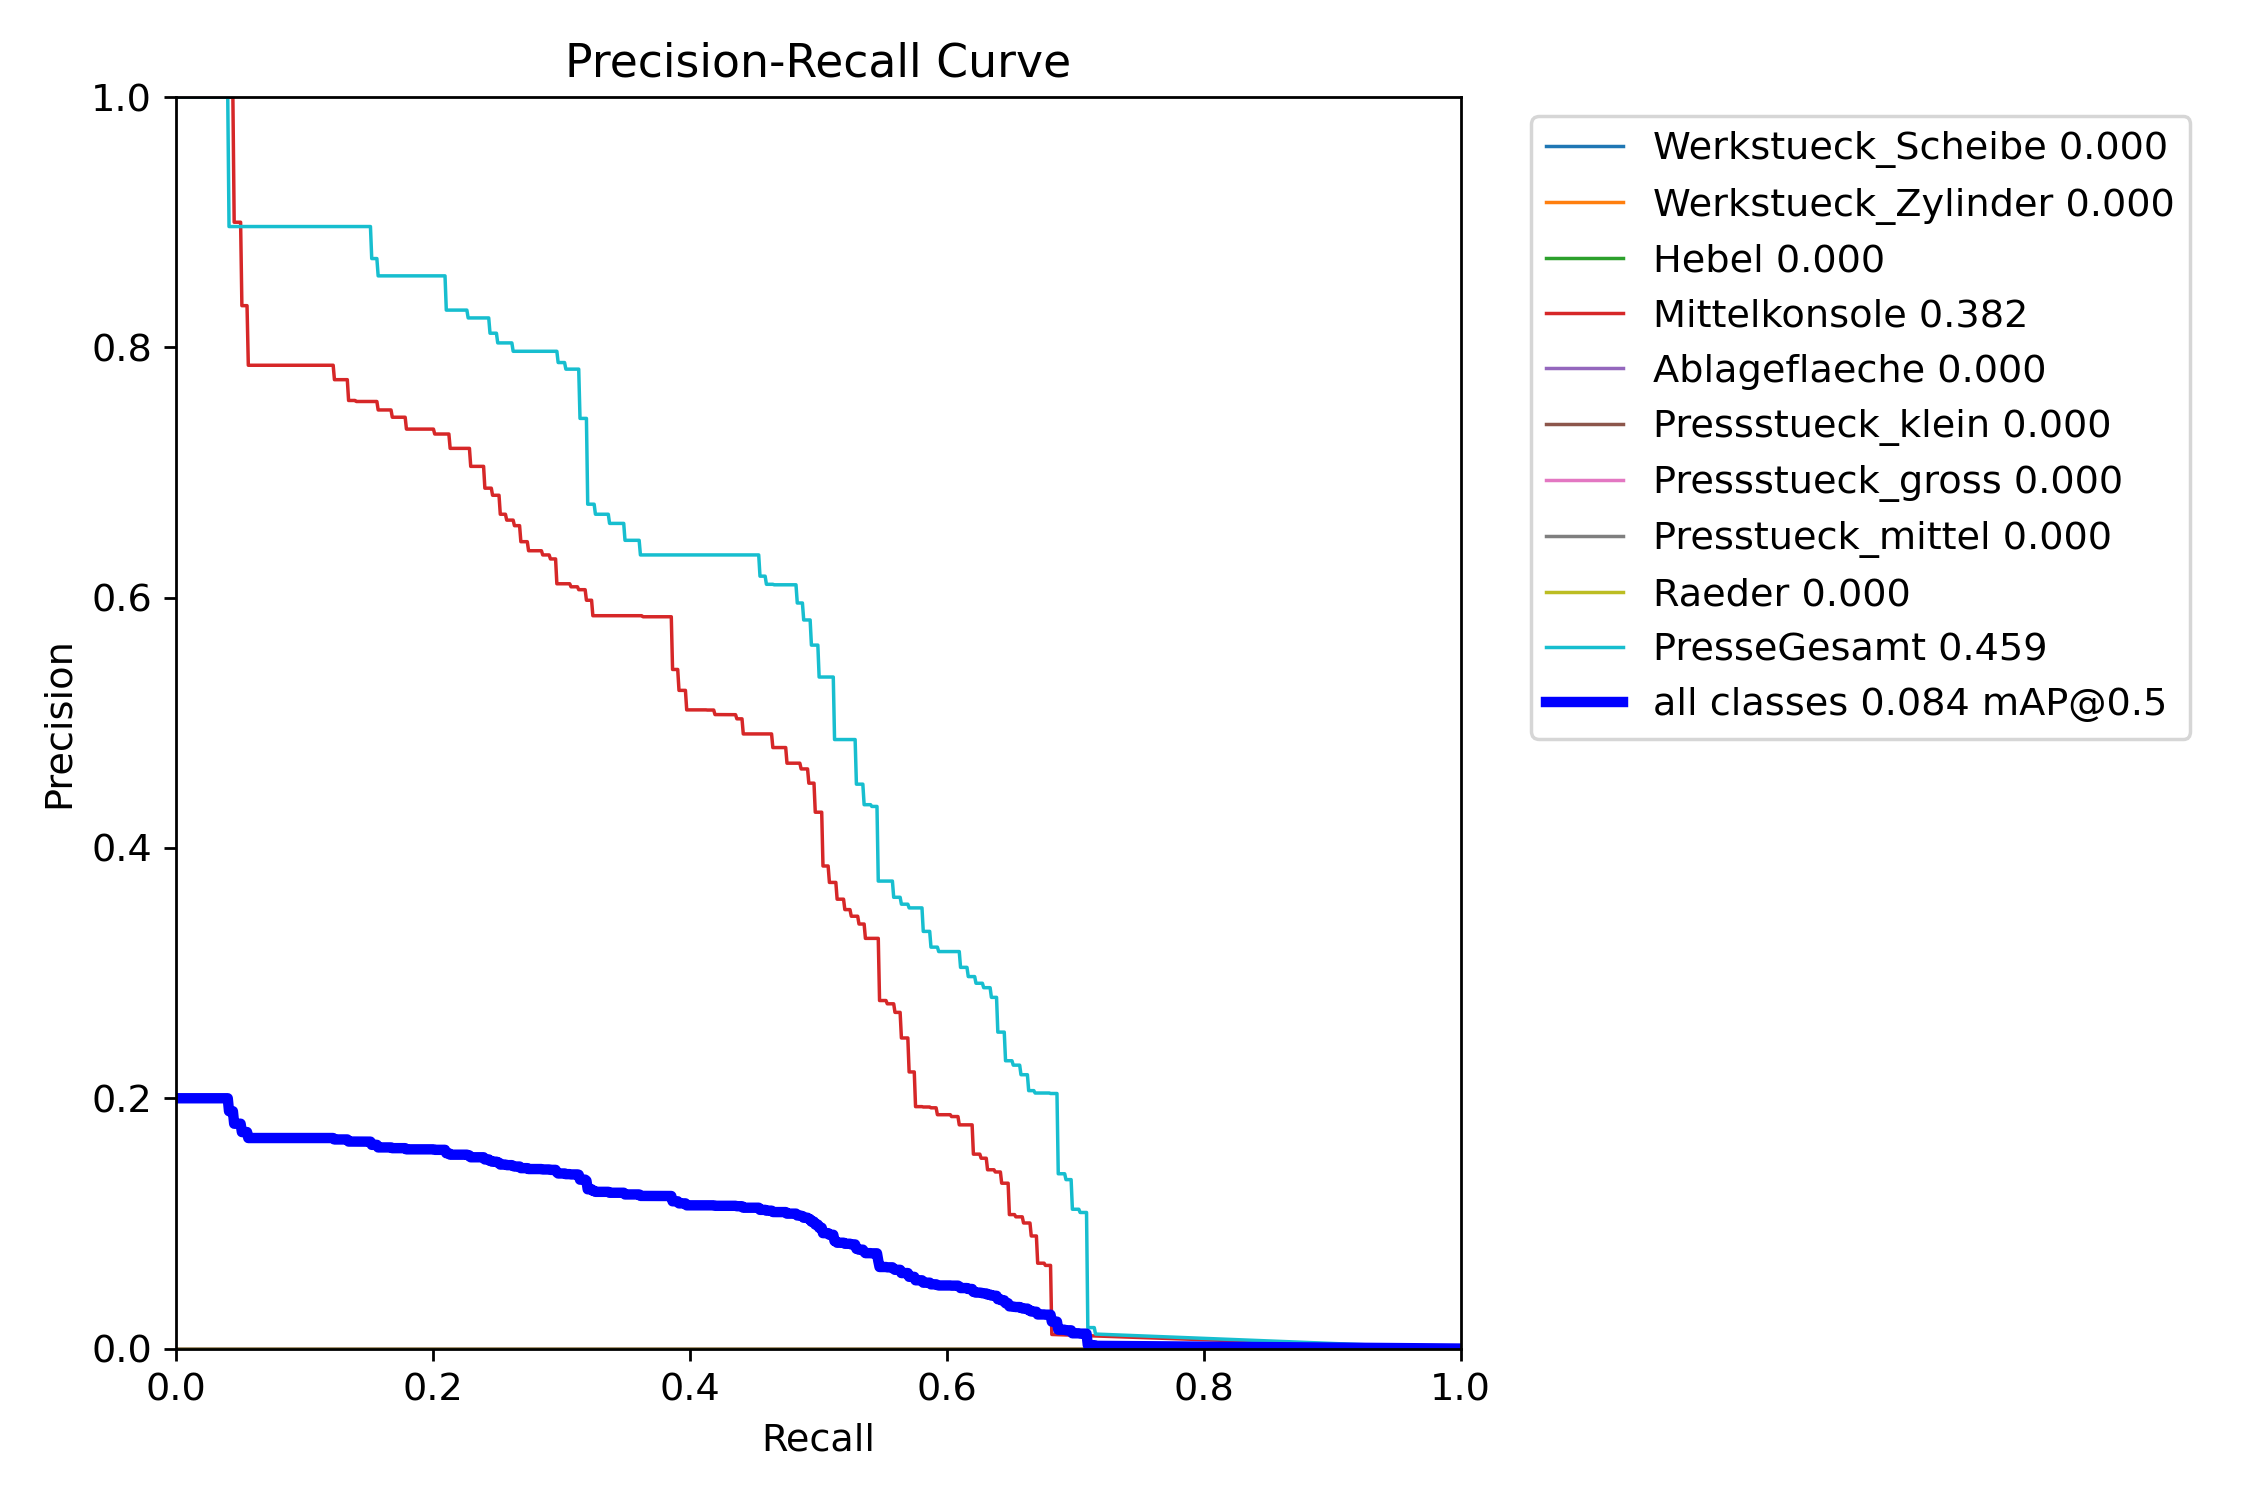 Precision-Recall Curve
1.0
0.8
0.6
0.4
0.2
0.0
Precision
0.0 0.2 0.4 0.6 0.8 1.0
Recall
Werkstueck_Scheibe 0.000
Werkstueck_Zylinder 0.000
Hebel 0.000
Mittelkonsole 0.382
Ablageflaeche 0.000
Pressstueck_klein 0.000
Pressstueck_gross 0.000
Presstueck_mittel 0.000
Raeder 0.000
PresseGesamt 0.459
all classes 0.084 mAP@0.5